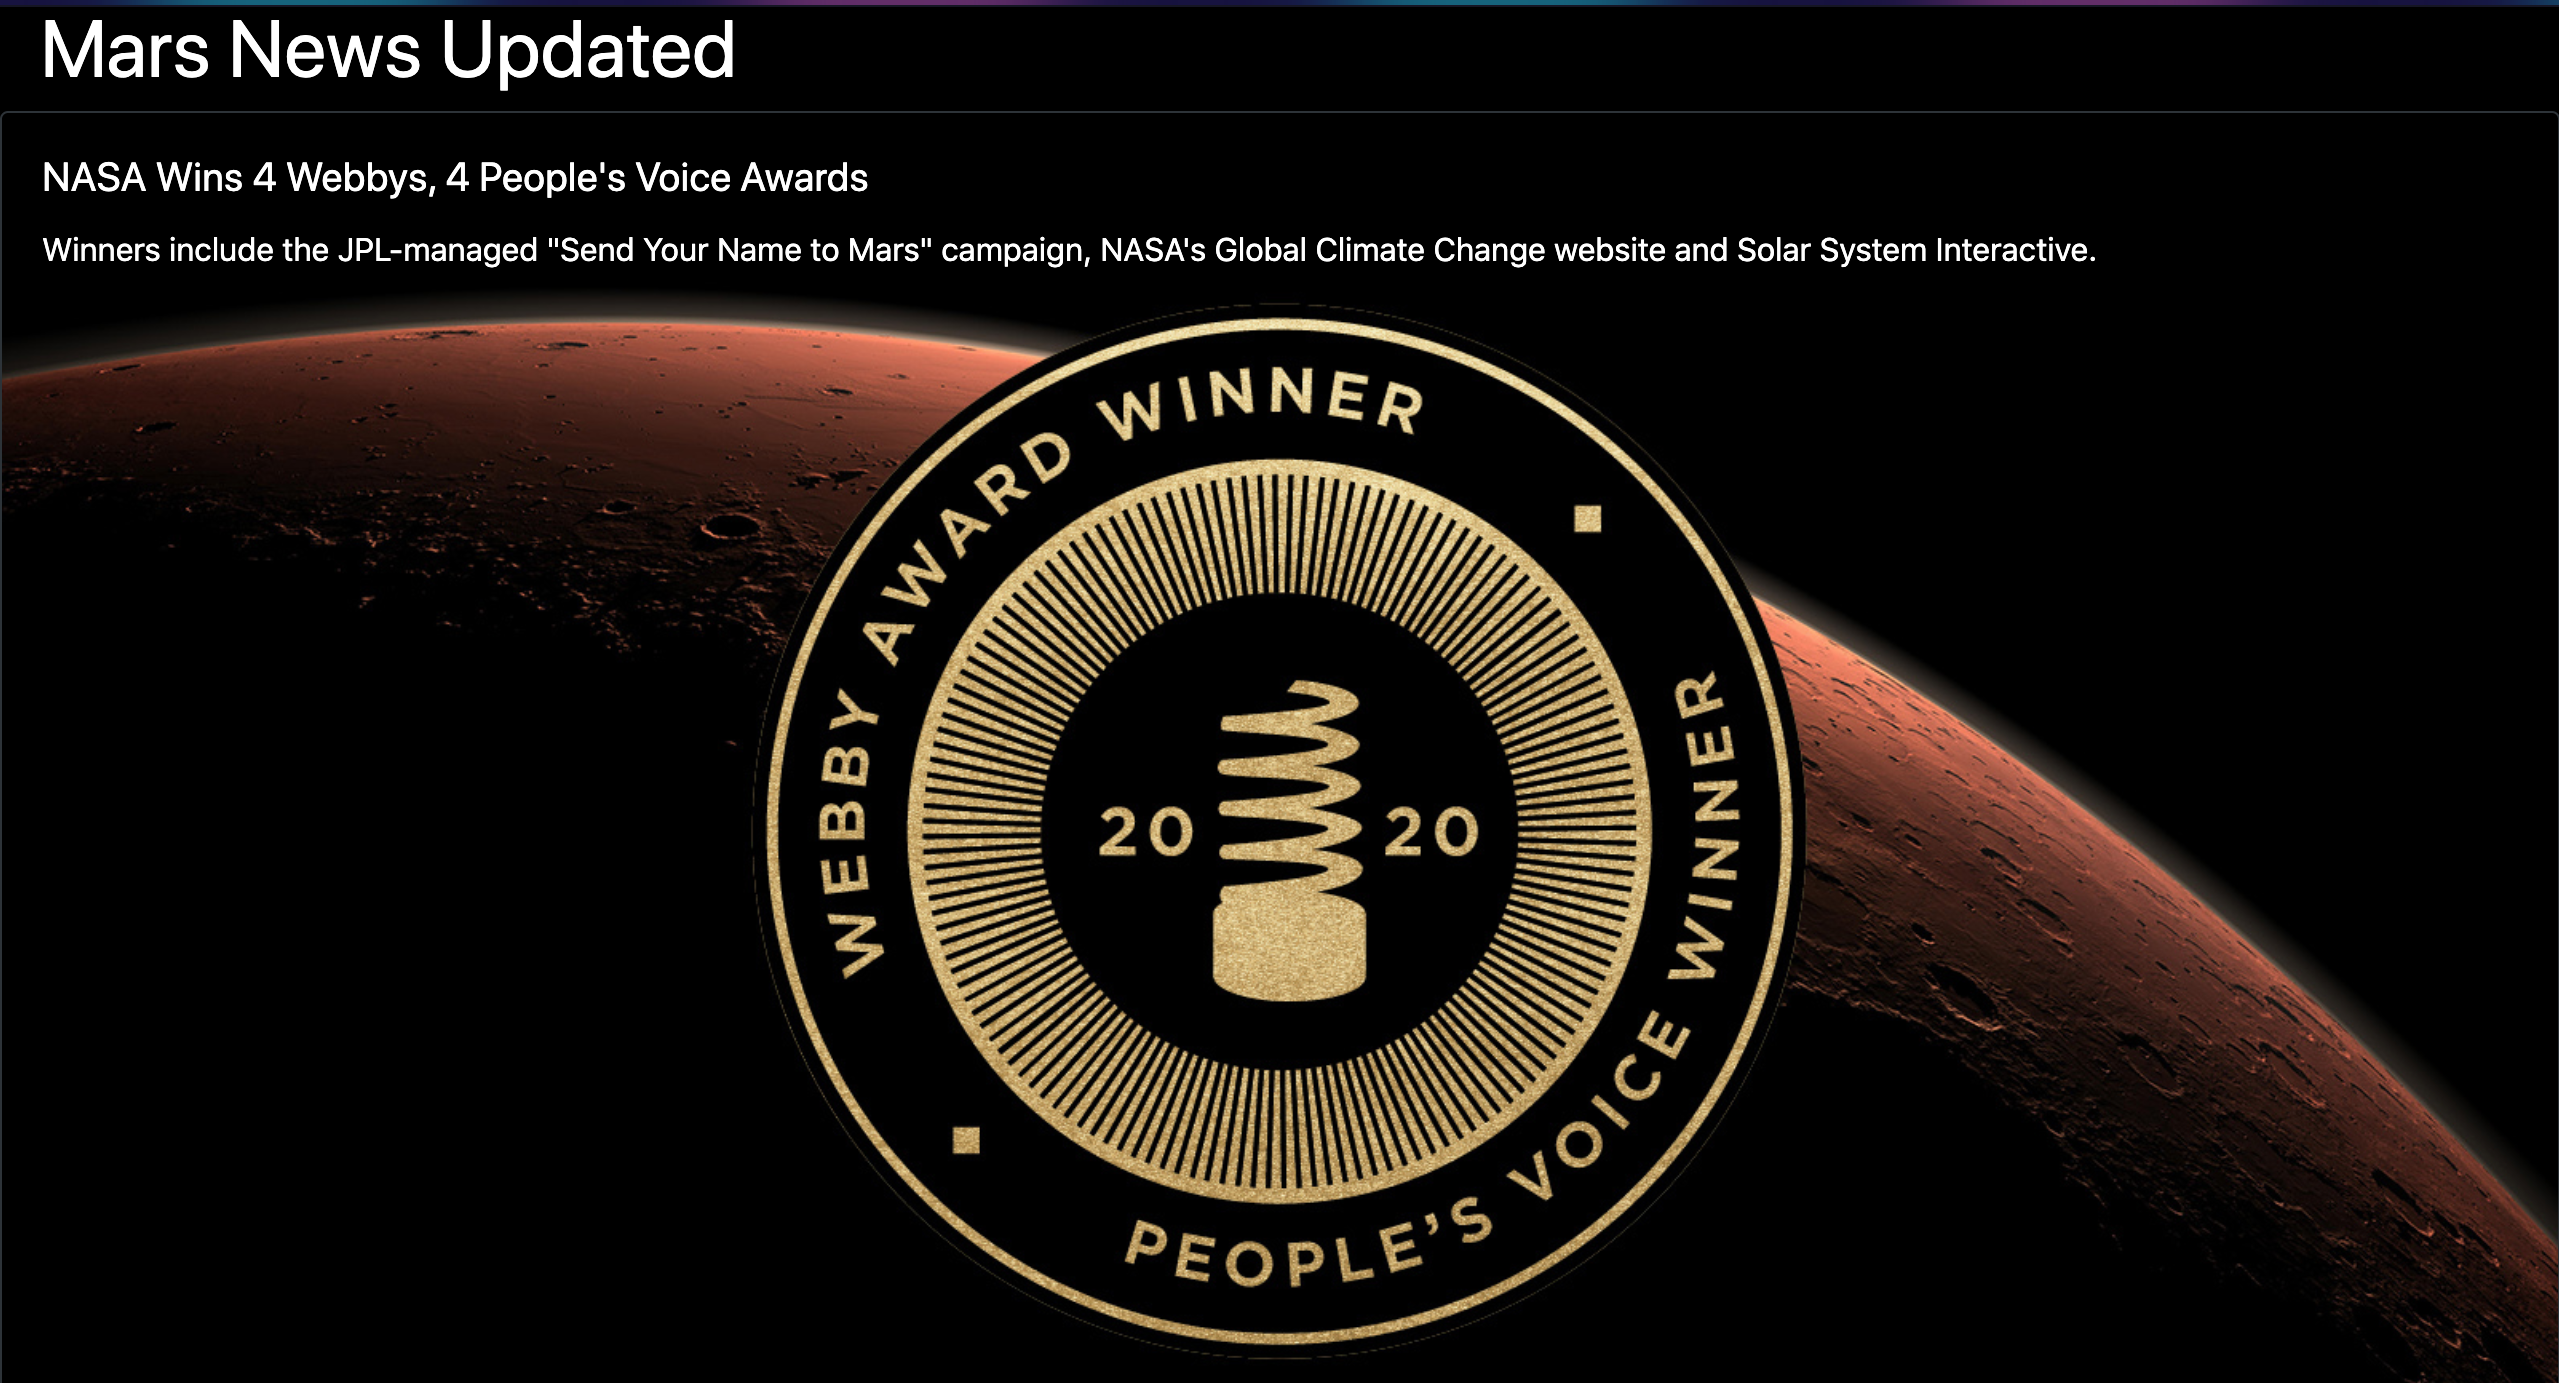 Mars News Updated
NASA Wins 4 Webbys, 4 People's Voice Awards
Winners include the JPL-managed "Send Your Name to Mars" campaign, NASA's Global Climate Change website and Solar System Interactive.
WEBBY AWARD WINNER
20 20
PEOPLE’S VOICE WINNER